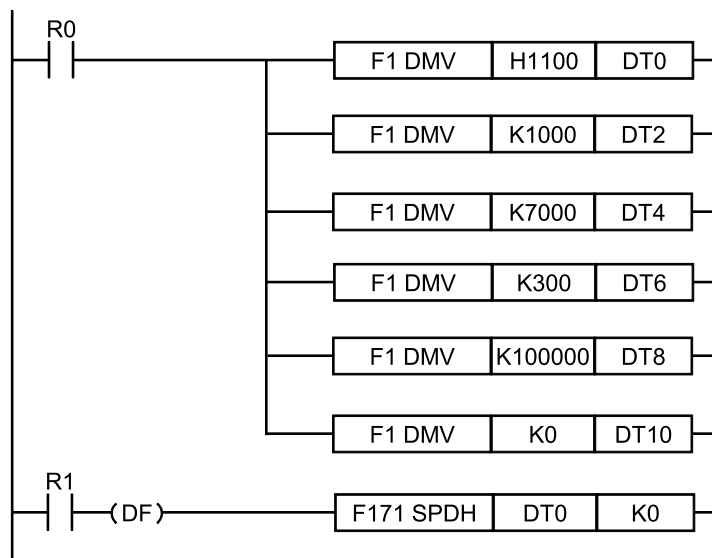 R0
F1 DMV H1100 DT0
F1 DMV K1000 DT2
F1 DMV K7000 DT4
F1 DMV K300 DT6
F1 DMV K100000 DT8
F1 DMV K0 DT10
R1
(DF) F171 SPDH DT0 K0